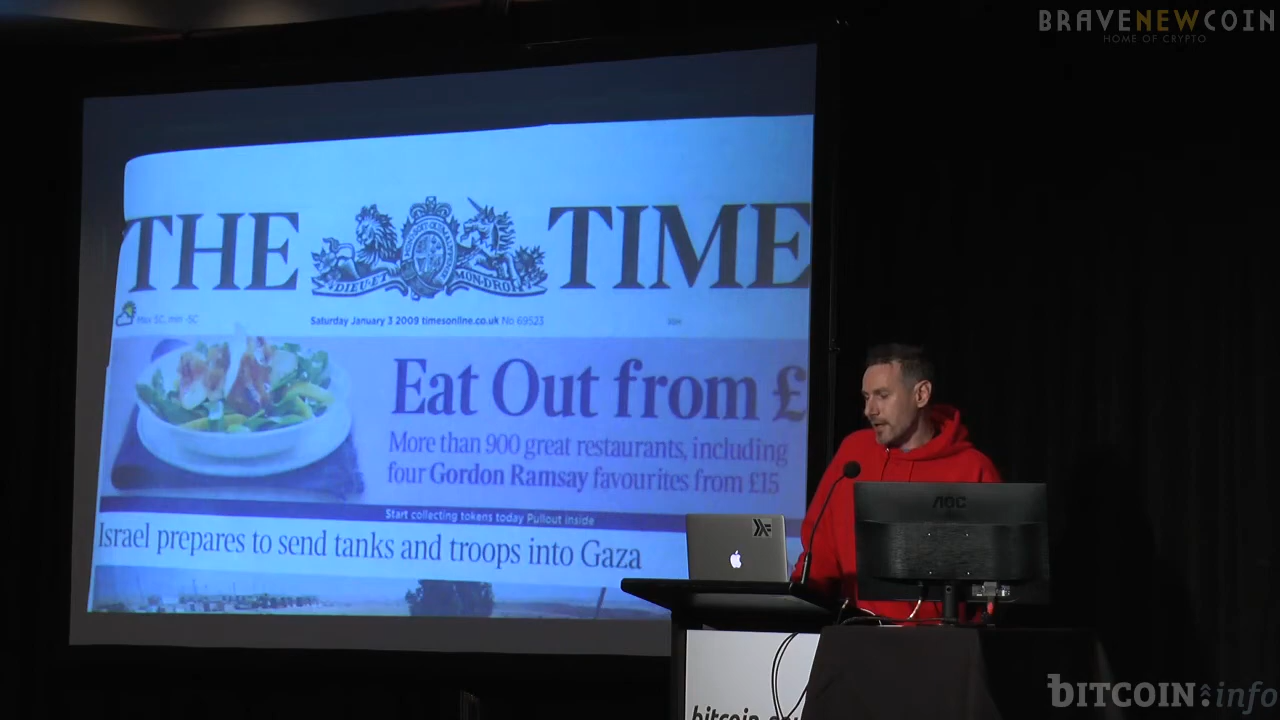 BRAVENEWCOIN
HOME OF CRYPTO
THE TIME
DIEU ET MON DROI
Saturday January 3 2009 timesonline.co.uk No 69523
Eat Out from £
More than 900 great restaurants, including
four Gordon Ramsay favourites from £15
Start collecting tokens today Pullout inside
Israel prepares to send tanks and troops into Gaza
AOC
bitcoin
BITCOIN:info